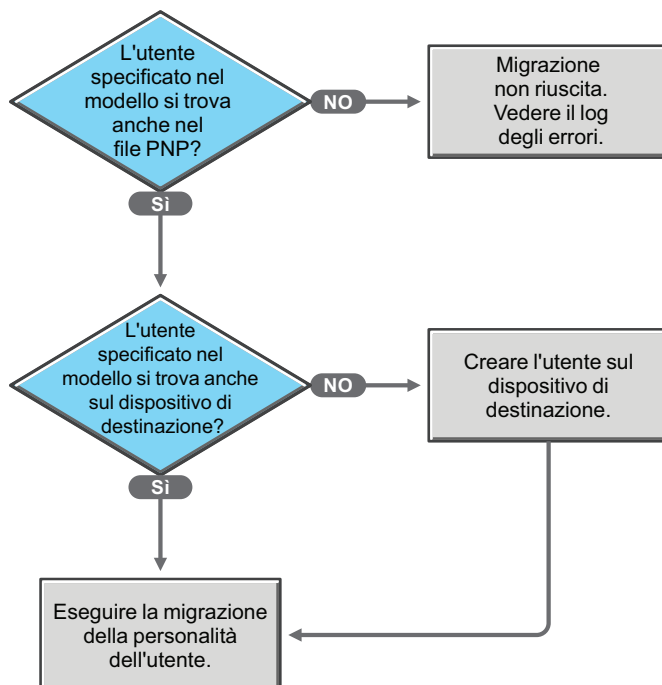 L'utente
specificato nel
modello si trova
anche nel
file PNP?
NO
Migrazione
non riuscita.
Vedere il log
degli errori.
Sì
L'utente
specificato nel
modello si trova anche
sul dispositivo di
destinazione?
NO
Creare l'utente sul
dispositivo di
destinazione.
Sì
Eseguire la migrazione
della personalità
dell'utente.